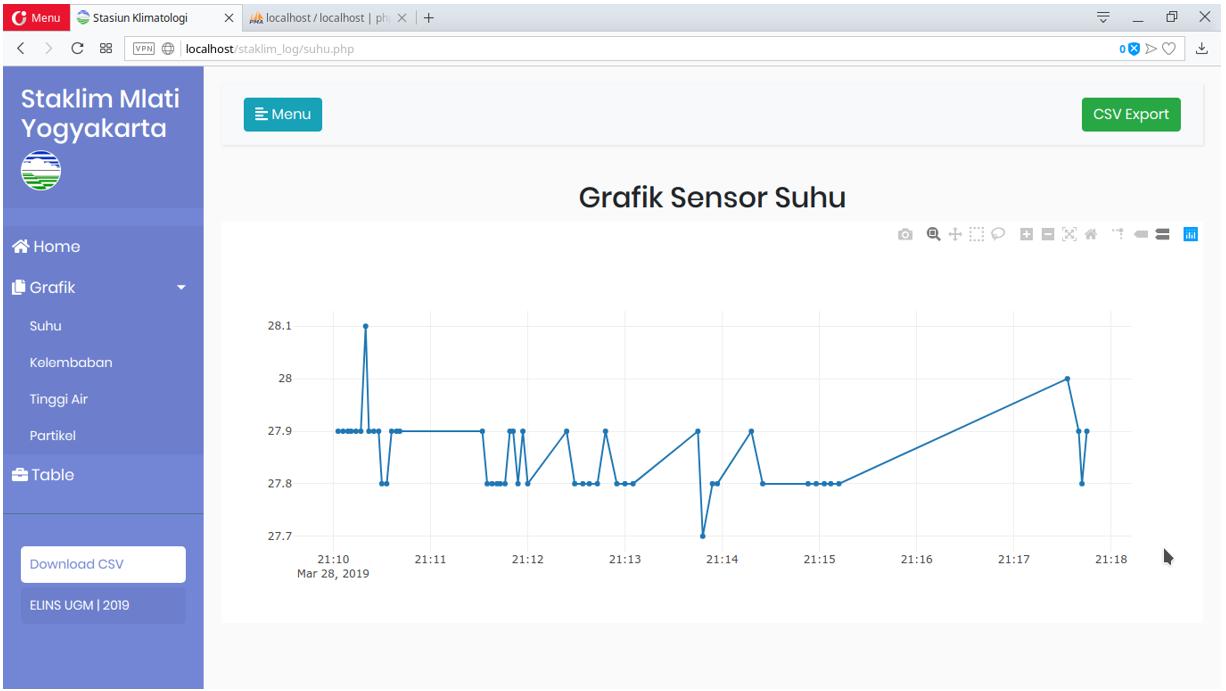 Menu
Stasiun Klimatologi
localhost / localhost | ph
VPN
localhost/staklim_log/suhu.php
0
Staklim Mlati
Yogyakarta
Home
Grafik
Suhu
Kelembaban
Tinggi Air
Partikel
Table
Download CSV
ELINS UGM | 2019
Menu
CSV Export
Grafik Sensor Suhu
28.1
28
27.9
27.8
27.7
21:10
21:11
21:12
21:13
21:14
21:15
21:16
21:17
21:18
Mar 28, 2019